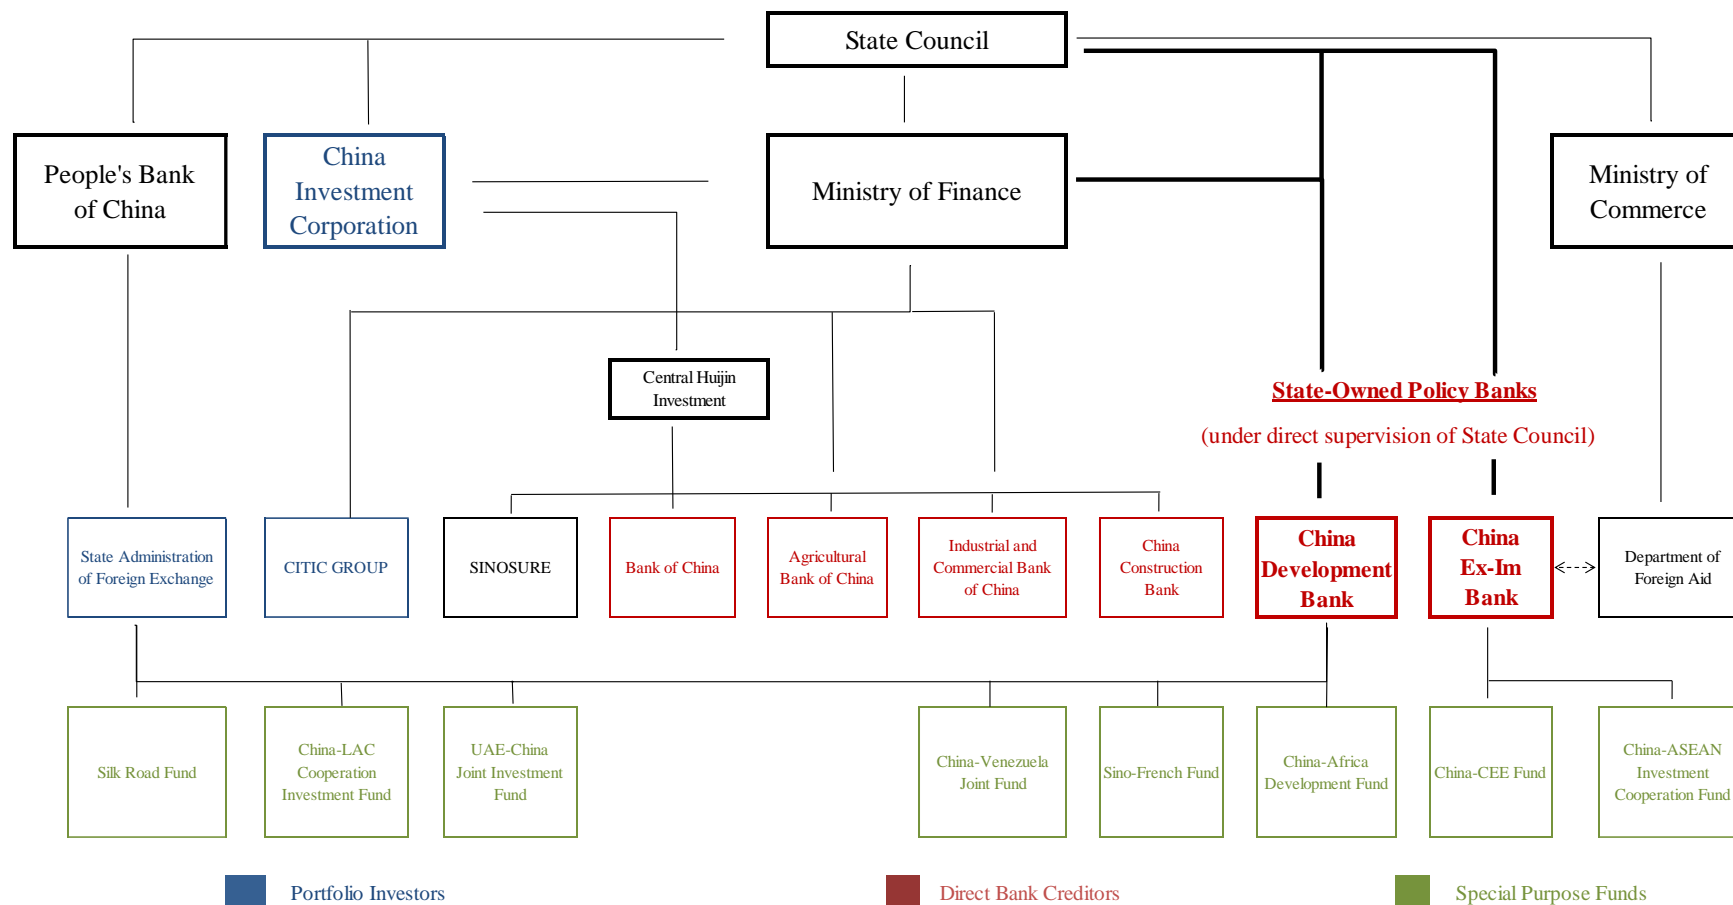 State Council
People's Bank
of China
China
Investment
Corporation
Ministry of Finance
Ministry of
Commerce
Central Huijin
Investment
State-Owned Policy Banks
(under direct supervision of State Council)
State Administration
of Foreign Exchange
CITIC GROUP
SINOSURE
Bank of China
Agricultural
Bank of China
Industrial and
Commercial Bank
of China
China
Construction
Bank
China
Development
Bank
China
Ex-Im
Bank
Department of
Foreign Aid
Silk Road Fund
China-LAC
Cooperation
Investment Fund
UAE-China
Joint Investment
Fund
China-Venezuela
Joint Fund
Sino-French Fund
China-Africa
Development Fund
China-CEE Fund
China-ASEAN
Investment
Cooperation Fund
Portfolio Investors
Direct Bank Creditors
Special Purpose Funds